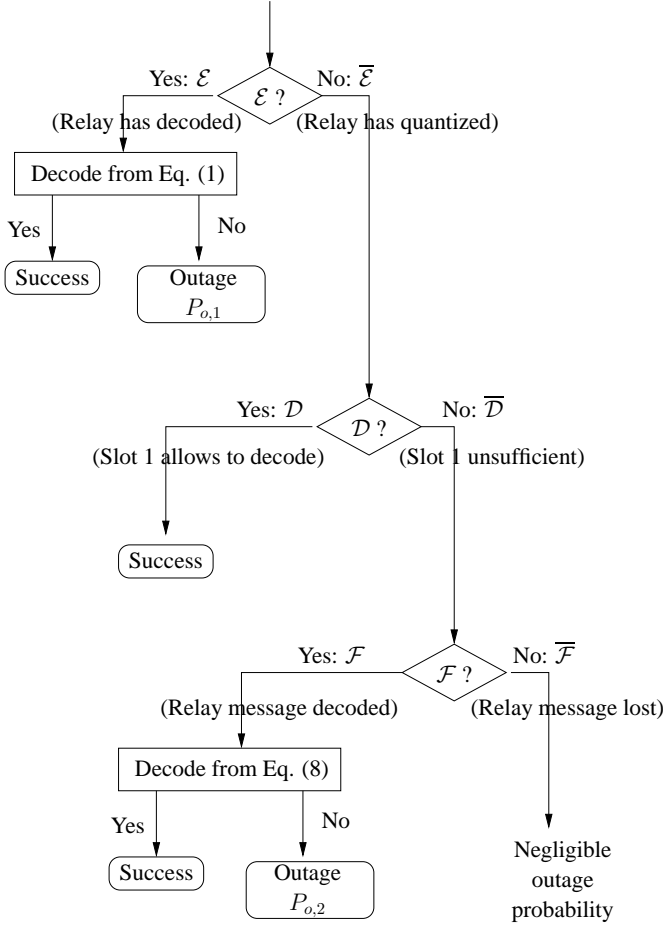 Yes: ℰ
No: ℰ̅
ℰ ?
(Relay has decoded)
(Relay has quantized)
Decode from Eq. (1)
Yes
No
Success
Outage
P_{o,1}
Yes: 𝒟
No: 𝒟̅
𝒟 ?
(Slot 1 allows to decode)
(Slot 1 unsufficient)
Success
Yes: ℱ
No: ℱ̅
ℱ ?
(Relay message decoded)
(Relay message lost)
Decode from Eq. (8)
Yes
No
Success
Outage
P_{o,2}
Negligible
outage
probability